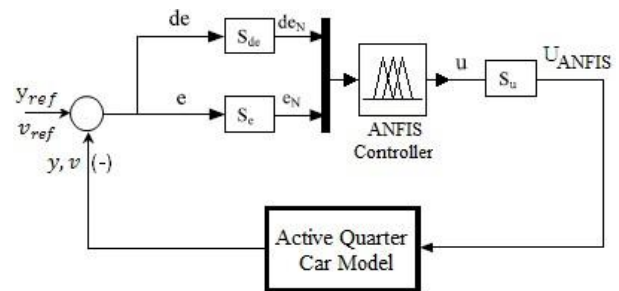 de
S_de
de_N
e
S_e
e_N
y_ref
v_ref
y, v (-)
ANFIS
Controller
u
S_u
U_ANFIS
Active Quarter
Car Model